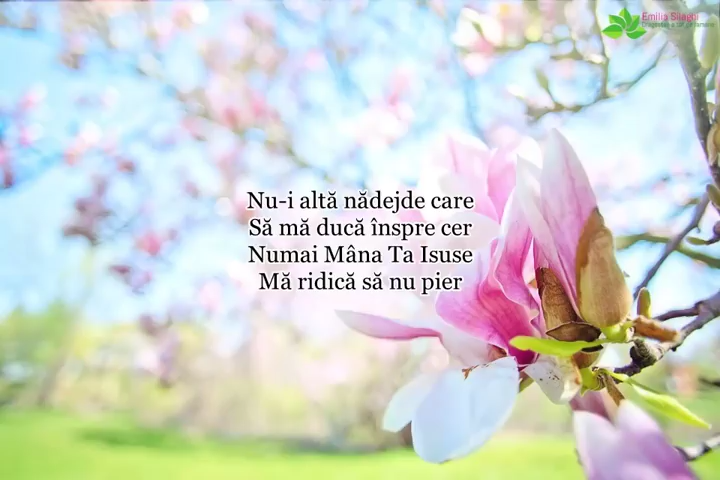 Emilia Silaghi
Nu-i altă nădejde care
Să mă ducă înspre cer
Numai Mâna Ta Isuse
Mă ridică să nu pier